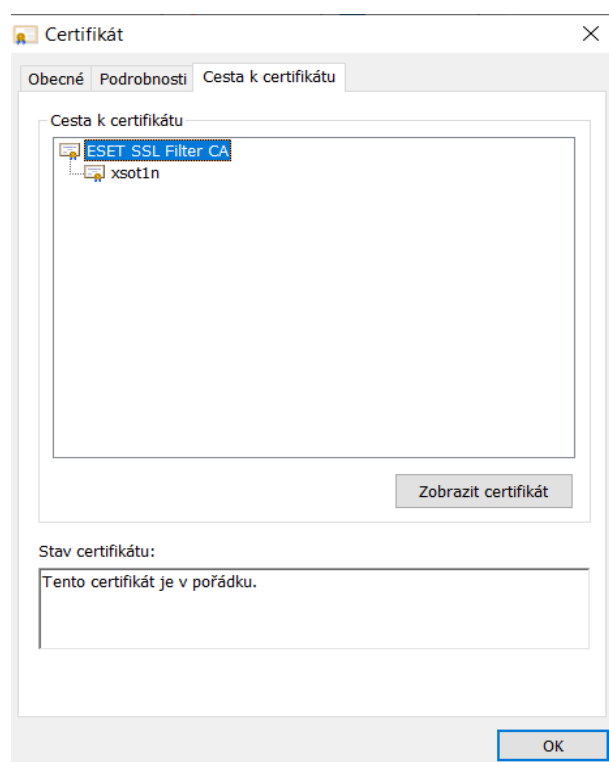 Certifikát
Obecné Podrobnosti Cesta k certifikátu
Cesta k certifikátu
ESET SSL Filter CA
xsot1n
Zobrazit certifikát
Stav certifikátu:
Tento certifikát je v pořádku.
OK